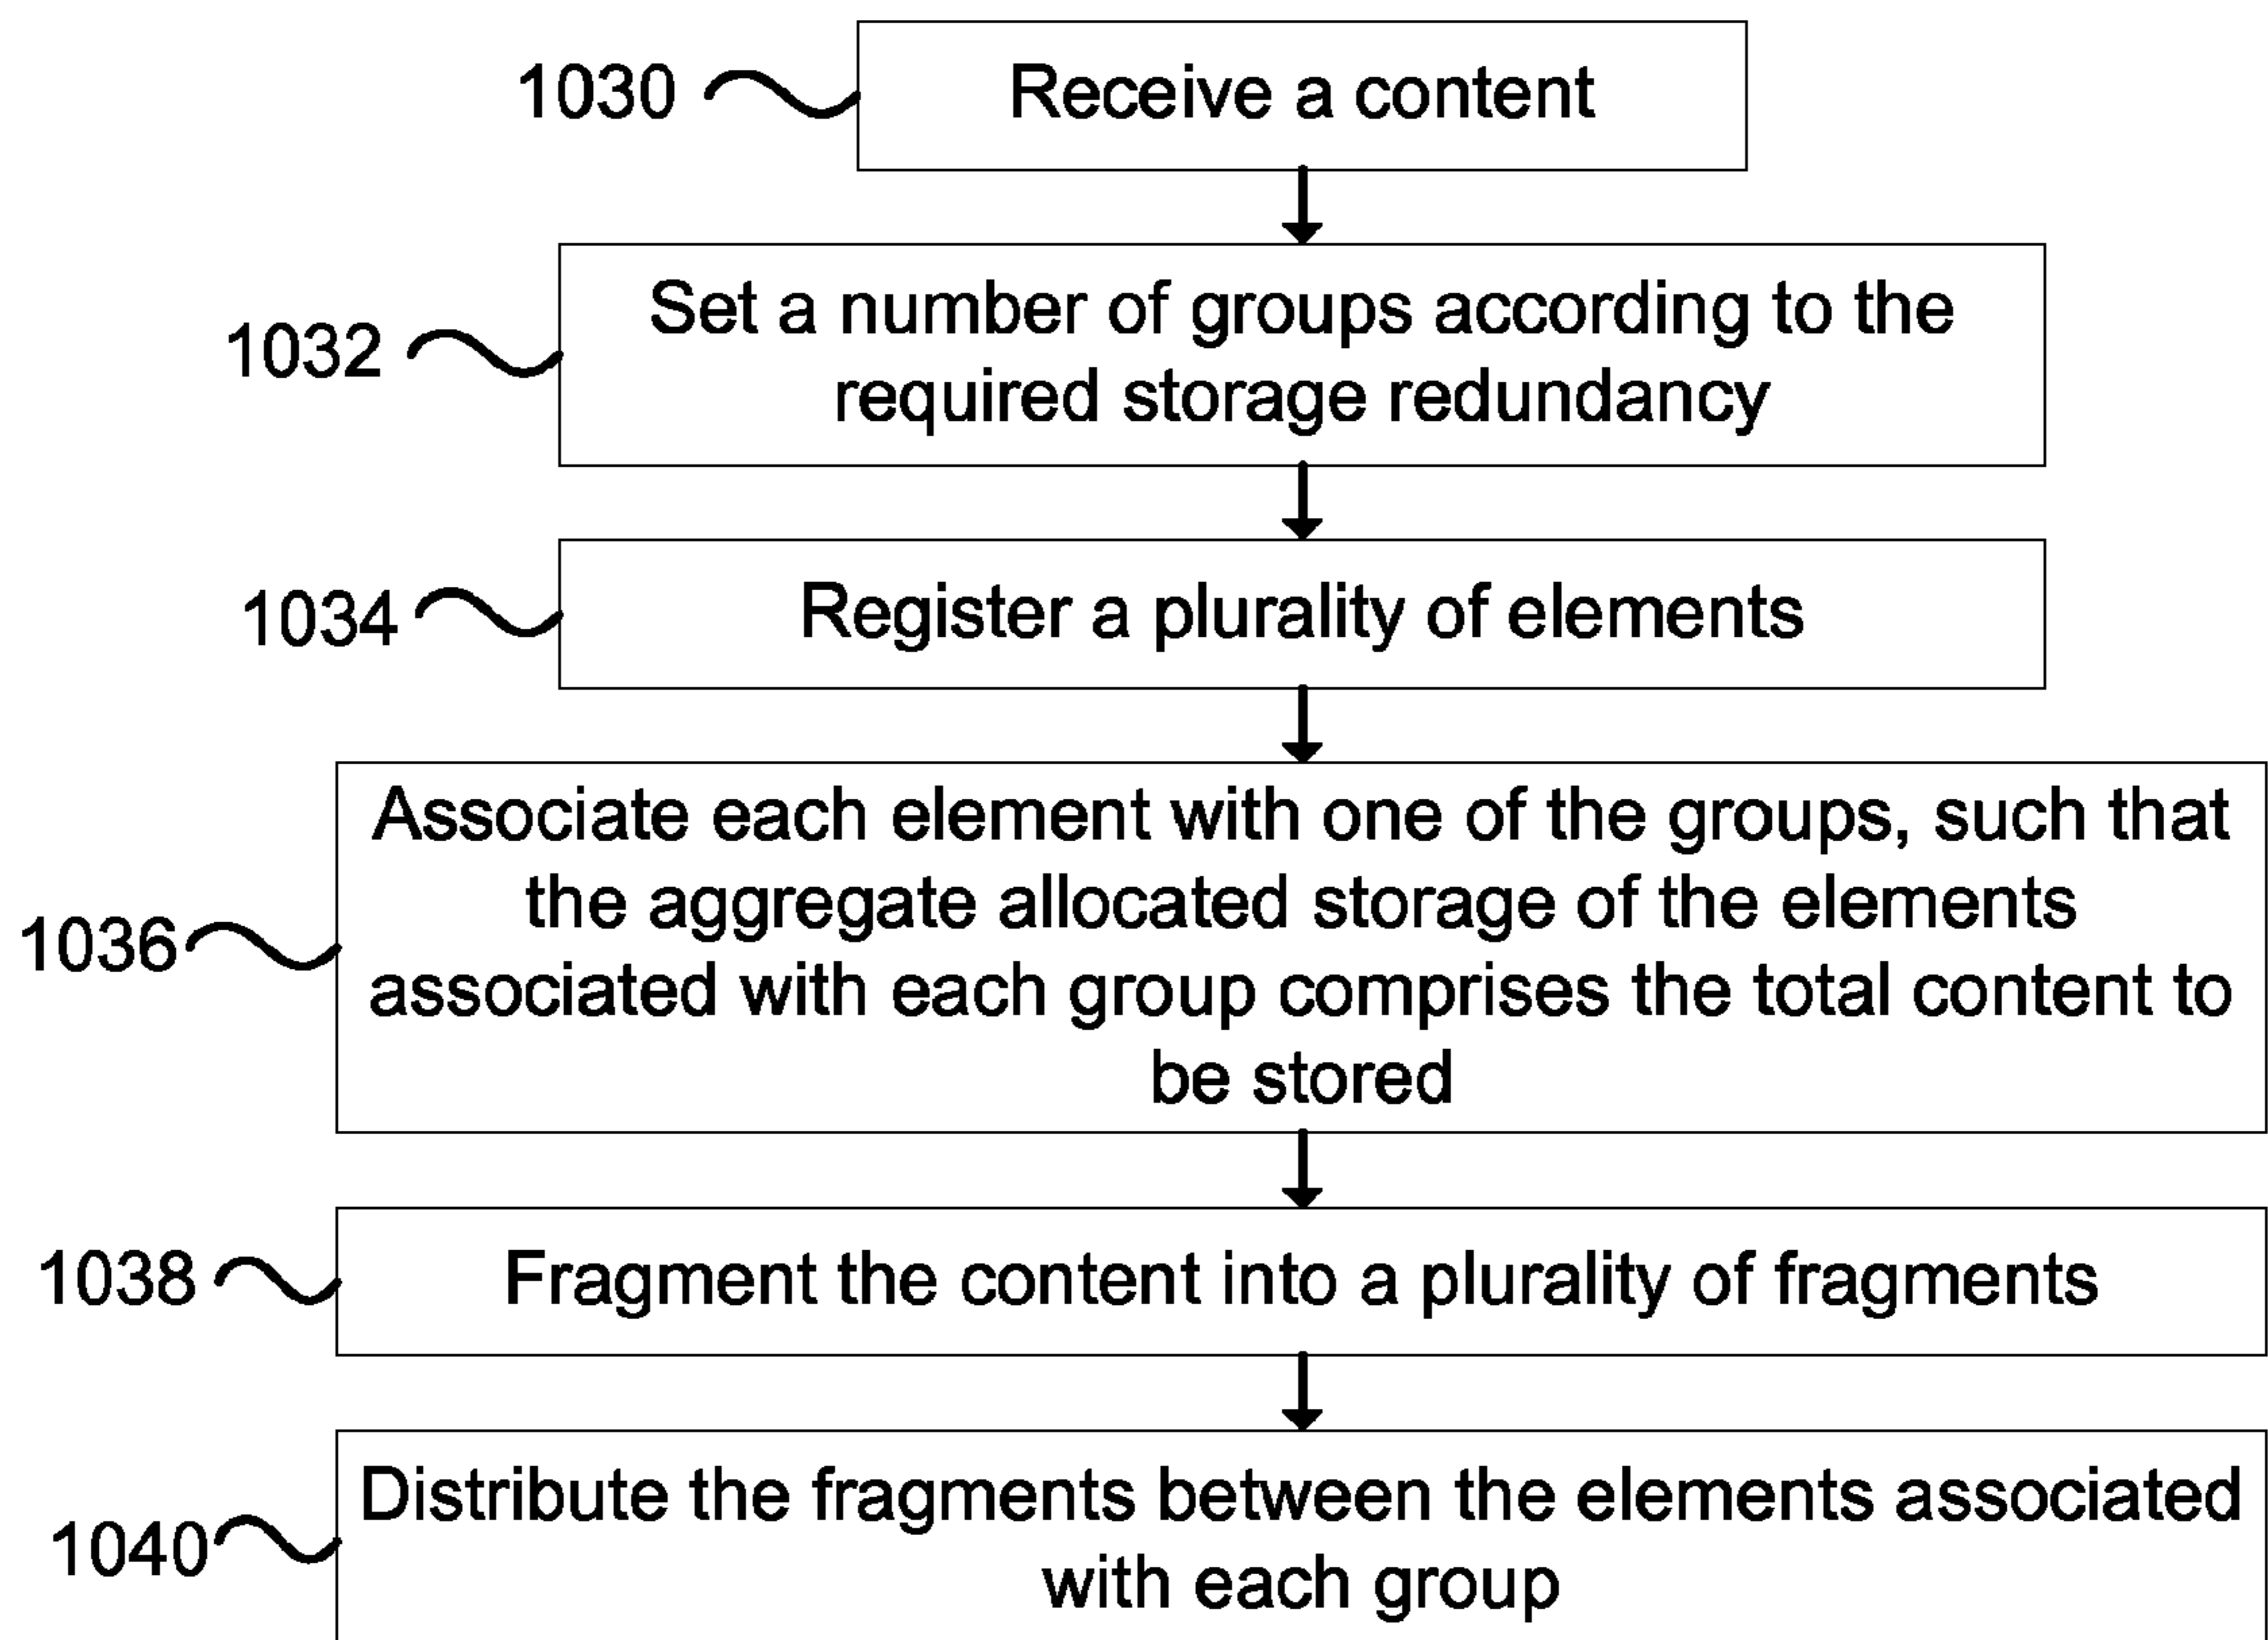 1030
Receive a content
1032
Set a number of groups according to the
required storage redundancy
1034
Register a plurality of elements
1036
Associate each element with one of the groups, such that
the aggregate allocated storage of the elements
associated with each group comprises the total content to
be stored
1038
Fragment the content into a plurality of fragments
1040
Distribute the fragments between the elements associated
with each group